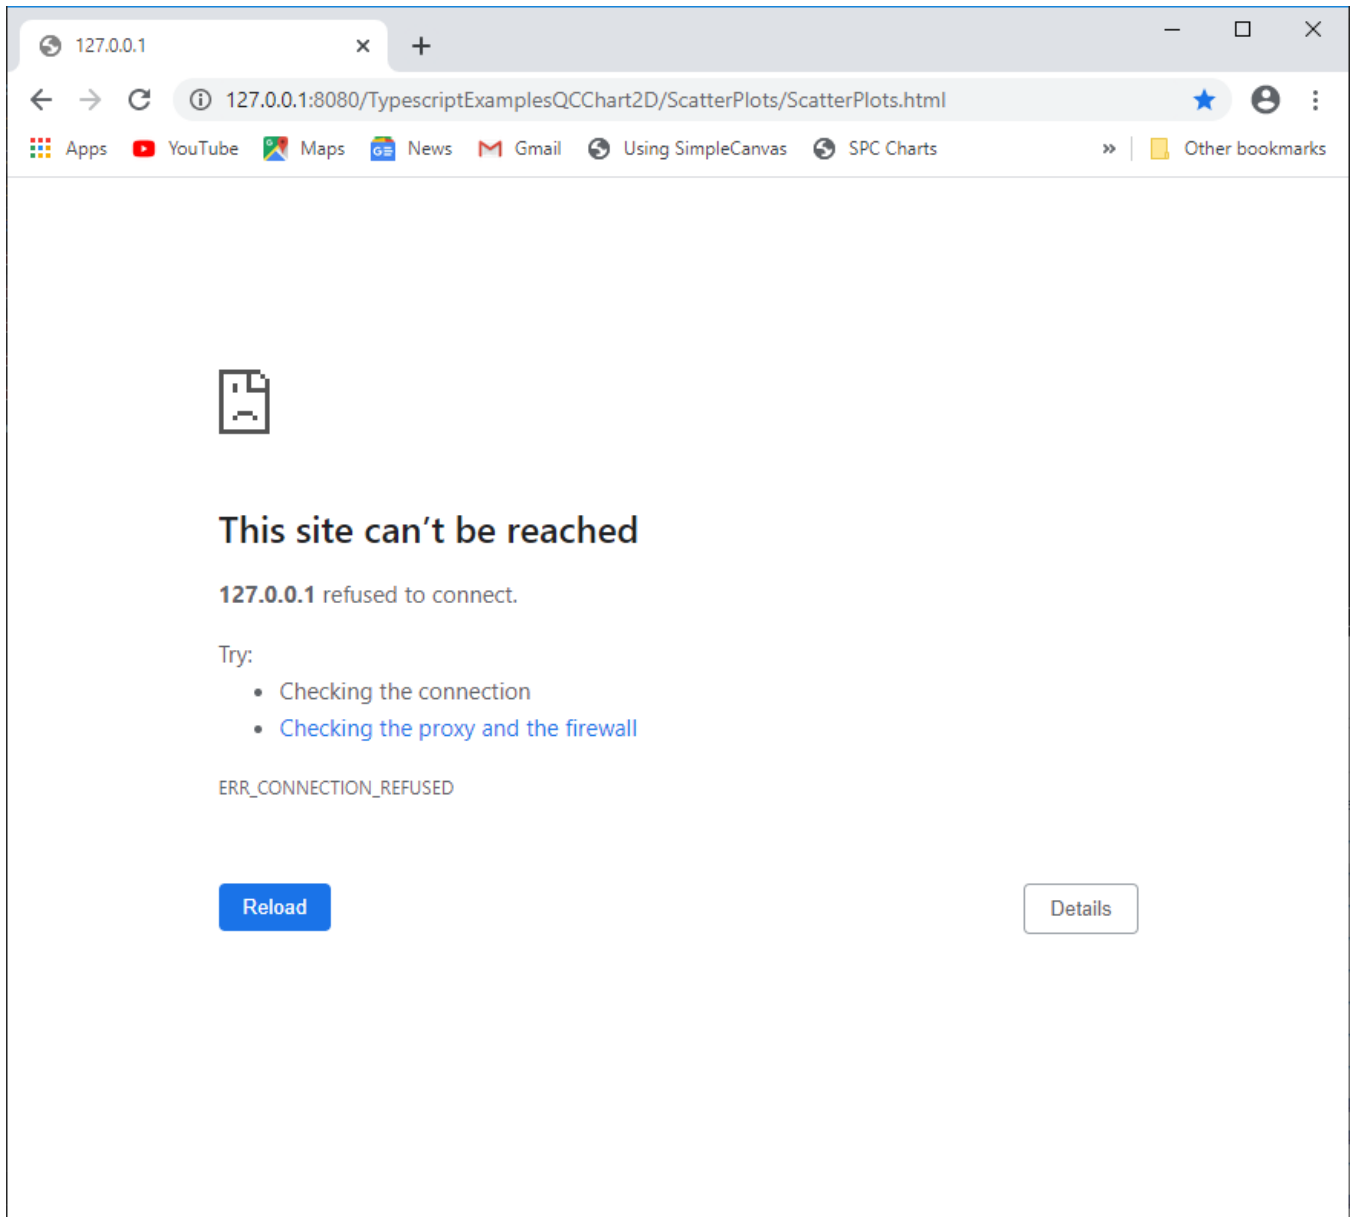 127.0.0.1
127.0.0.1:8080/TypescriptExamplesQCChart2D/ScatterPlots/ScatterPlots.html
Apps YouTube Maps GE News Gmail Using SimpleCanvas SPC Charts » Other bookmarks
This site can’t be reached
127.0.0.1 refused to connect.
Try:
• Checking the connection
• Checking the proxy and the firewall
ERR_CONNECTION_REFUSED
Reload Details